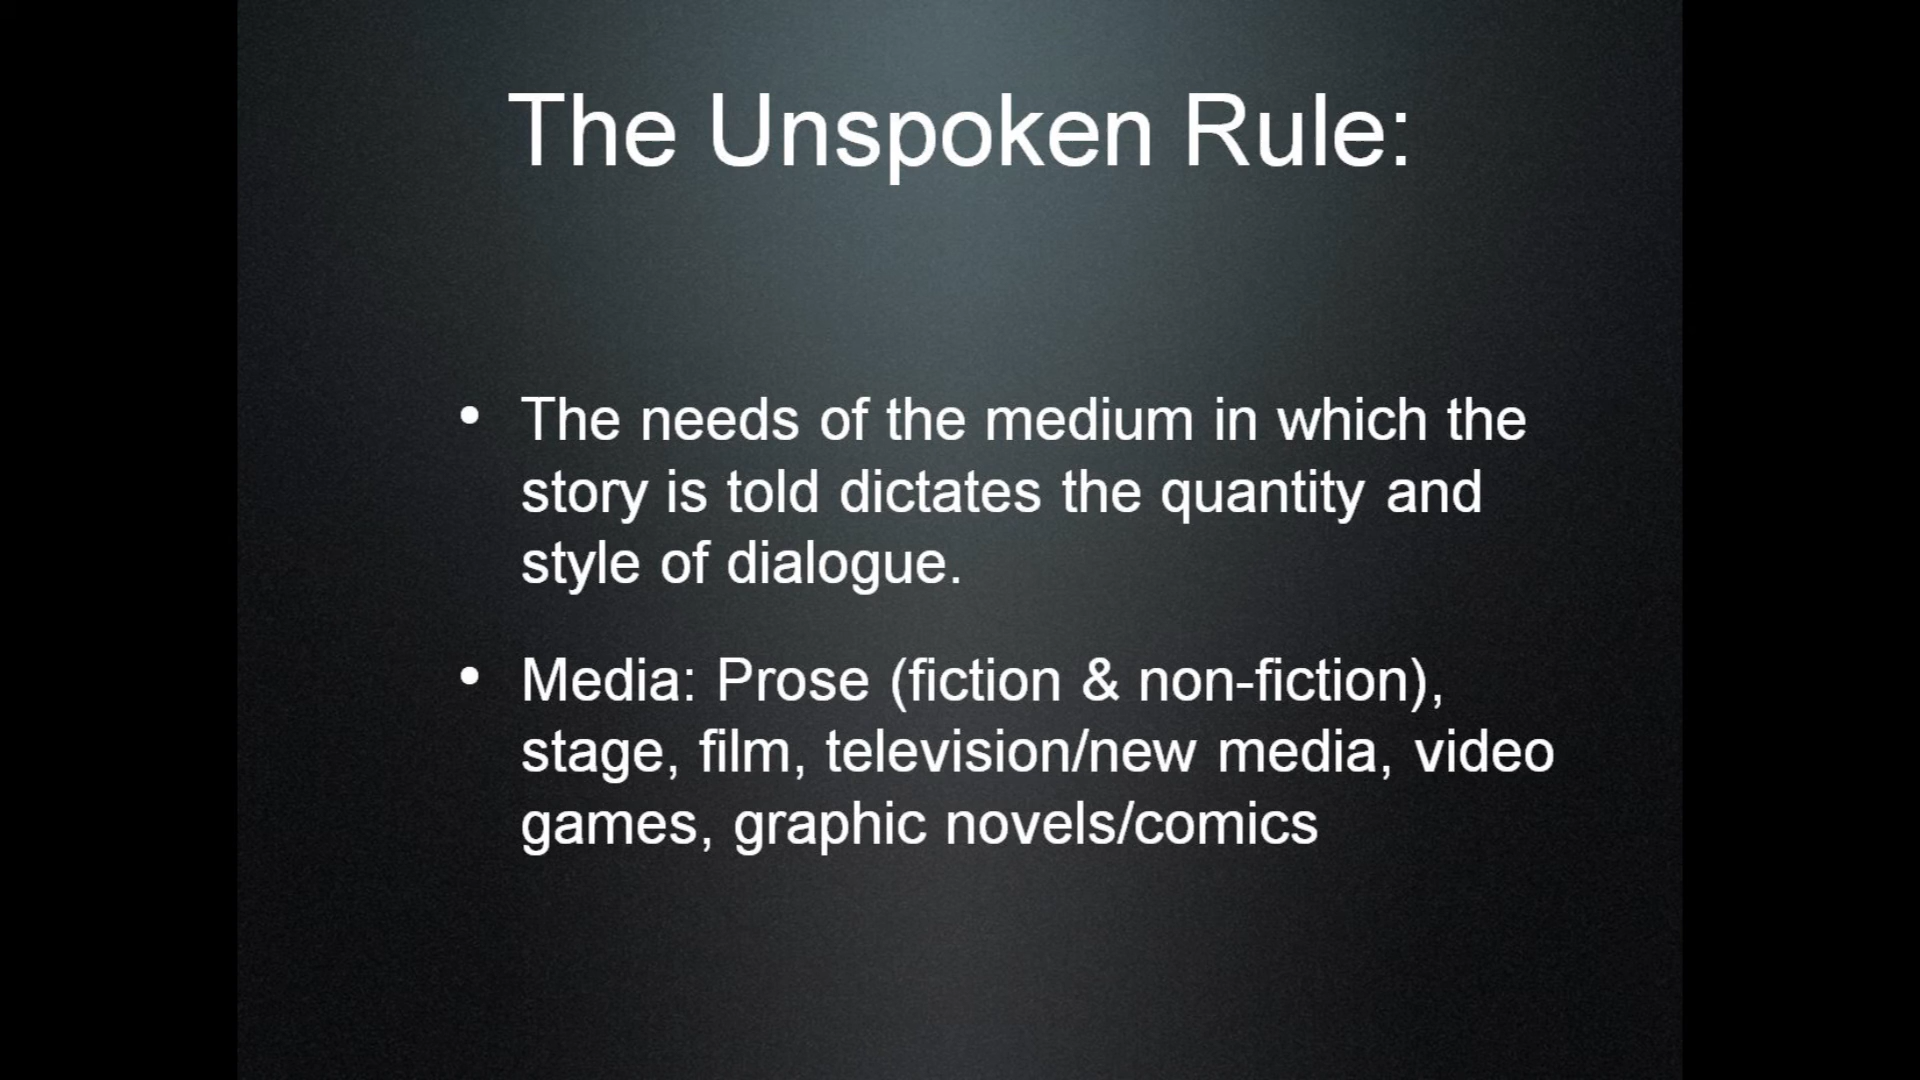 The Unspoken Rule:
• The needs of the medium in which the
story is told dictates the quantity and
style of dialogue.
• Media: Prose (fiction & non-fiction),
stage, film, television/new media, video
games, graphic novels/comics